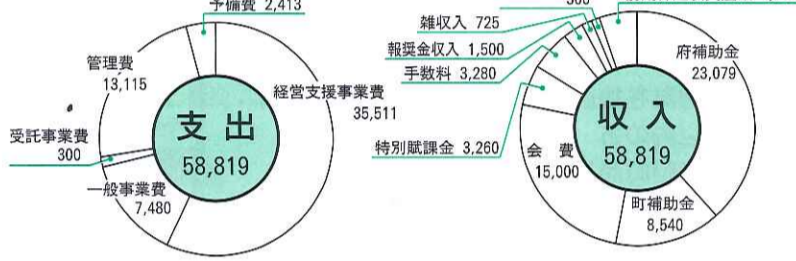 予備費 2,413
管理費
13,115
経営支援事業費
35,511
支出
58,819
受託事業費
300
一般事業費
7,480
300
雑収入 725
報奨金収入 1,500
手数料 3,280
特別賦課金 3,260
府補助金
23,079
収入
58,819
会費
15,000
町補助金
8,540